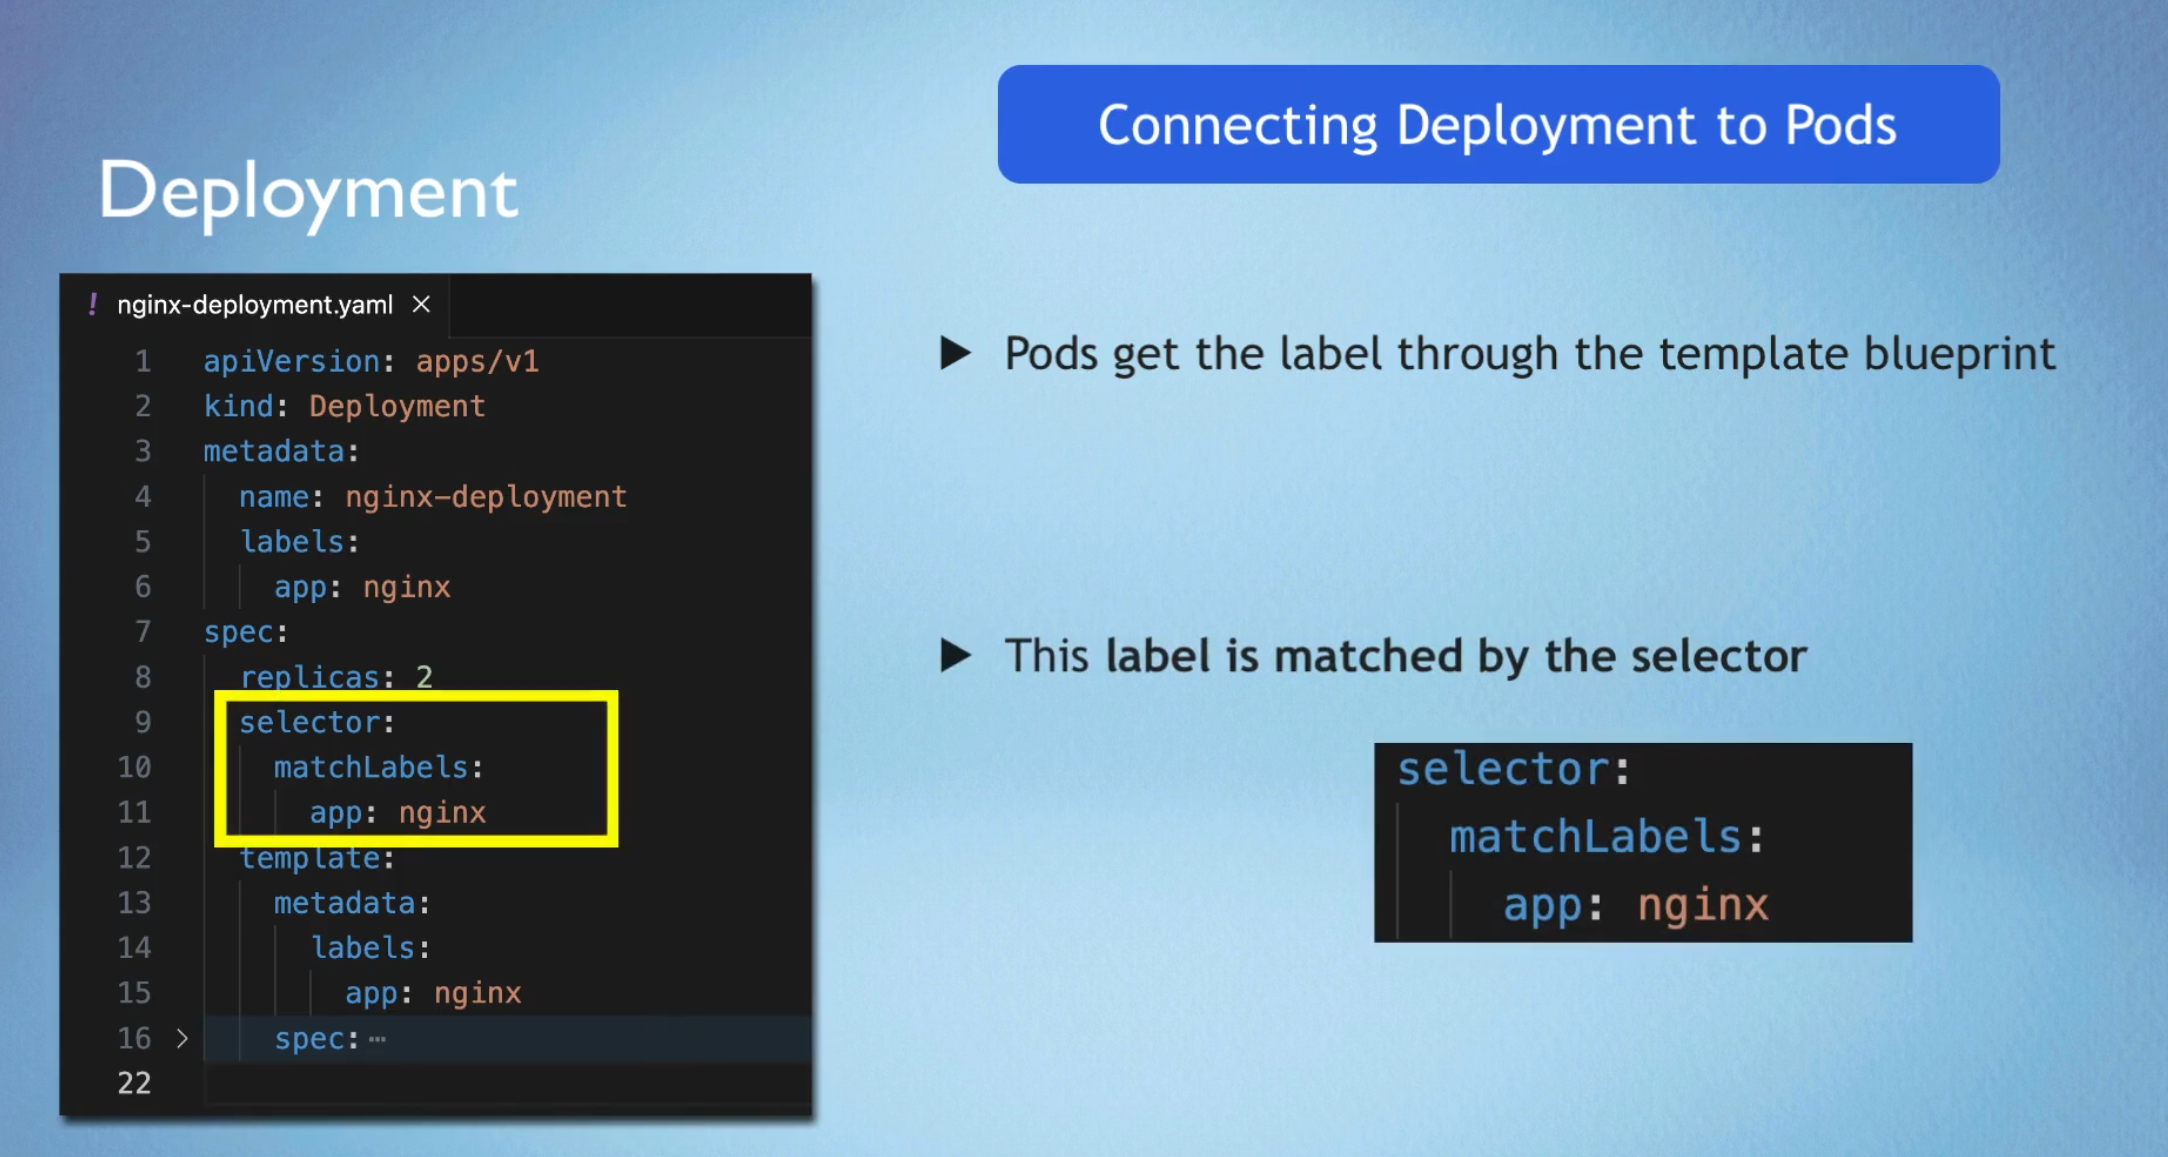 Connecting Deployment to Pods
Deployment
! nginx-deployment.yaml ×
1 apiVersion: apps/v1
2 kind: Deployment
3 metadata:
4 name: nginx-deployment
5 labels:
6 app: nginx
7 spec:
8 replicas: 2
9 selector:
10 matchLabels:
11 app: nginx
12 template:
13 metadata:
14 labels:
15 app: nginx
16 > spec:⋯
22
► Pods get the label through the template blueprint
► This label is matched by the selector
selector:
matchLabels:
app: nginx